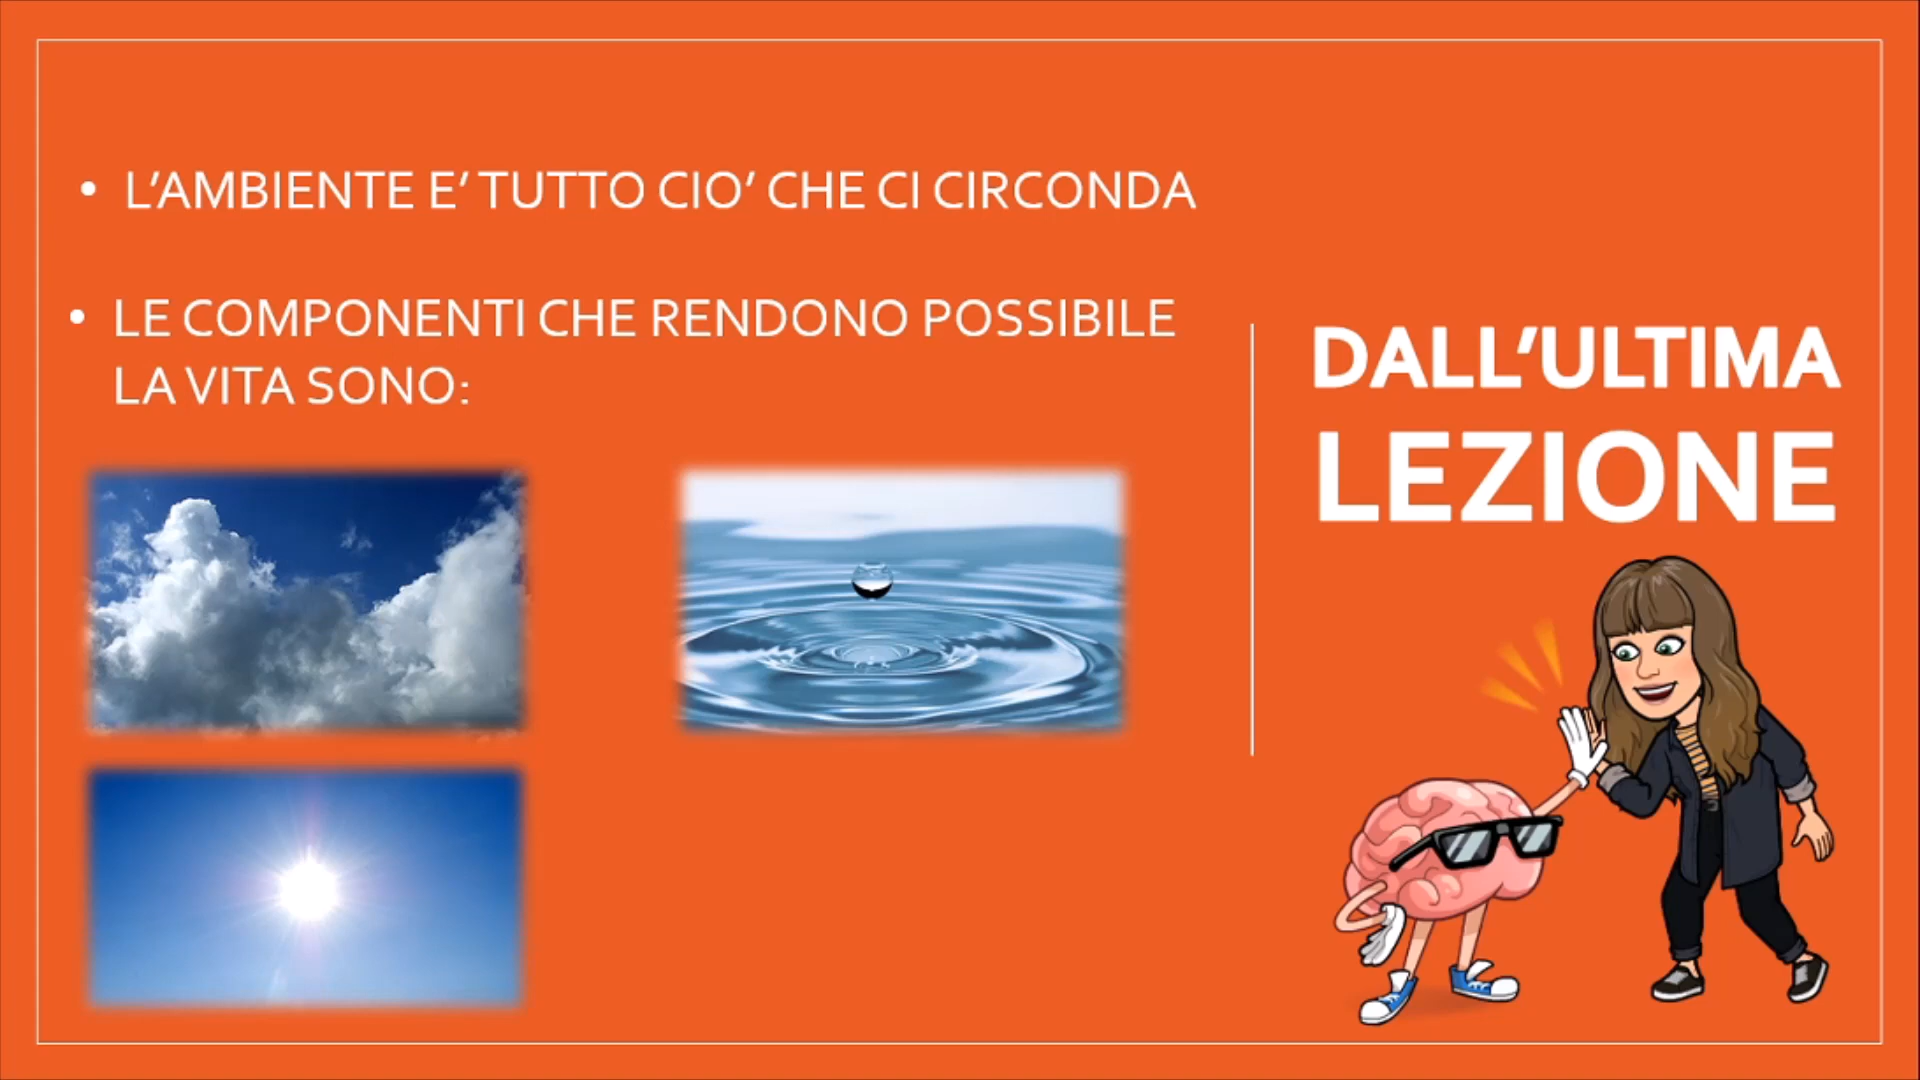 • L'AMBIENTE E' TUTTO CIO' CHE CI CIRCONDA
• LE COMPONENTI CHE RENDONO POSSIBILE
LA VITA SONO:
DALL'ULTIMA
LEZIONE